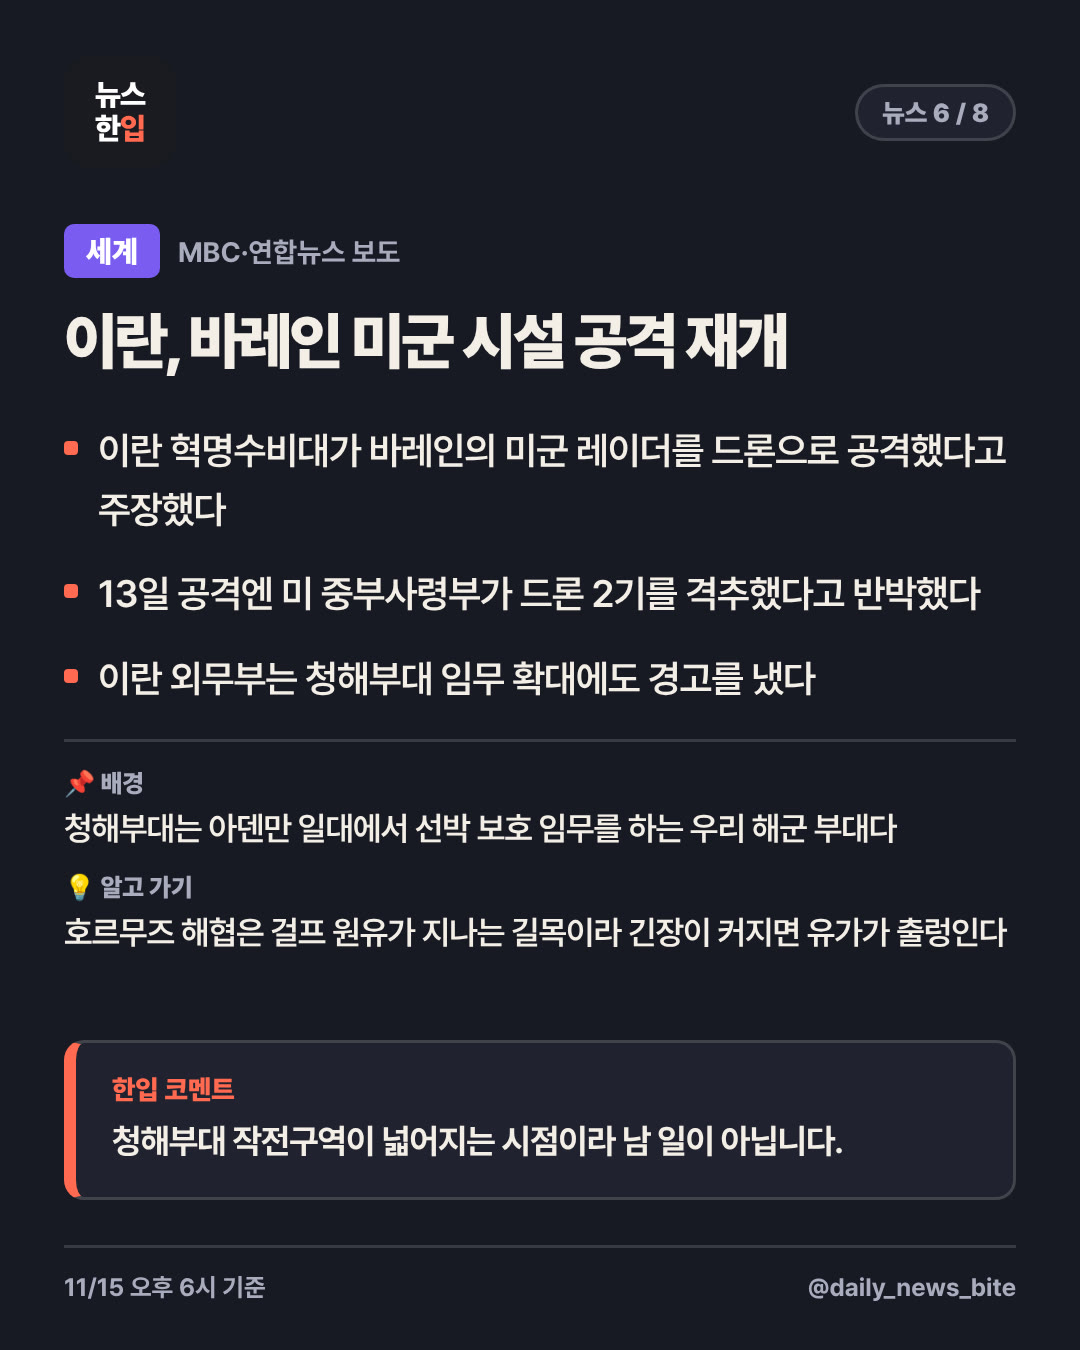 뉴스
한입
뉴스 6 / 8
세계
MBC·연합뉴스 보도
이란, 바레인 미군 시설 공격 재개
이란 혁명수비대가 바레인의 미군 레이더를 드론으로 공격했다고
주장했다
13일 공격엔 미 중부사령부가 드론 2기를 격추했다고 반박했다
이란 외무부는 청해부대 임무 확대에도 경고를 냈다
📌 배경
청해부대는 아덴만 일대에서 선박 보호 임무를 하는 우리 해군 부대다
💡 알고 가기
호르무즈 해협은 걸프 원유가 지나는 길목이라 긴장이 커지면 유가가 출렁인다
한입 코멘트
청해부대 작전구역이 넓어지는 시점이라 남 일이 아닙니다.
11/15 오후 6시 기준
@daily_news_bite